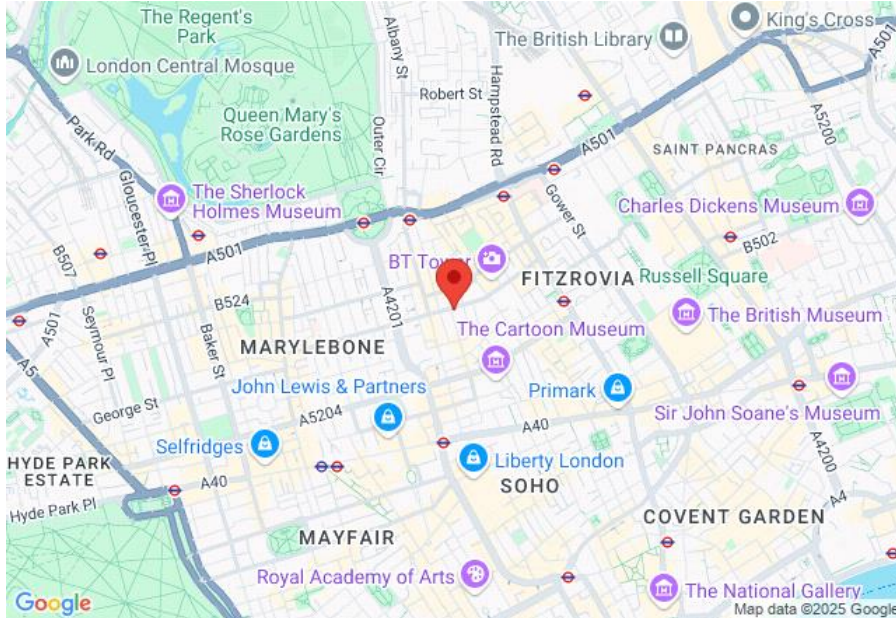 The Regent's
Park
London Central Mosque
Queen Mary's
Rose Gardens
Albany St
Outer Cir
Robert St
Hampstead Rd
The British Library
King's Cross
A501
A5200
A501
SAINT PANCRAS
Park Rd
Gloucester Pl
The Sherlock
Holmes Museum
Gower St
Charles Dickens Museum
B507
A501
B502
BT Tower
FITZROVIA
Russell Square
B524
A4201
A501
Seymour Pl
Baker St
The Cartoon Museum
The British Museum
MARYLEBONE
A5
John Lewis & Partners
Primark
George St
A5204
Sir John Soane's Museum
A40
Selfridges
Liberty London
A4200
HYDE PARK
ESTATE
A40
SOHO
Hyde Park Pl
A4
COVENT GARDEN
MAYFAIR
Royal Academy of Arts
The National Gallery
Google
Map data ©2025 Google